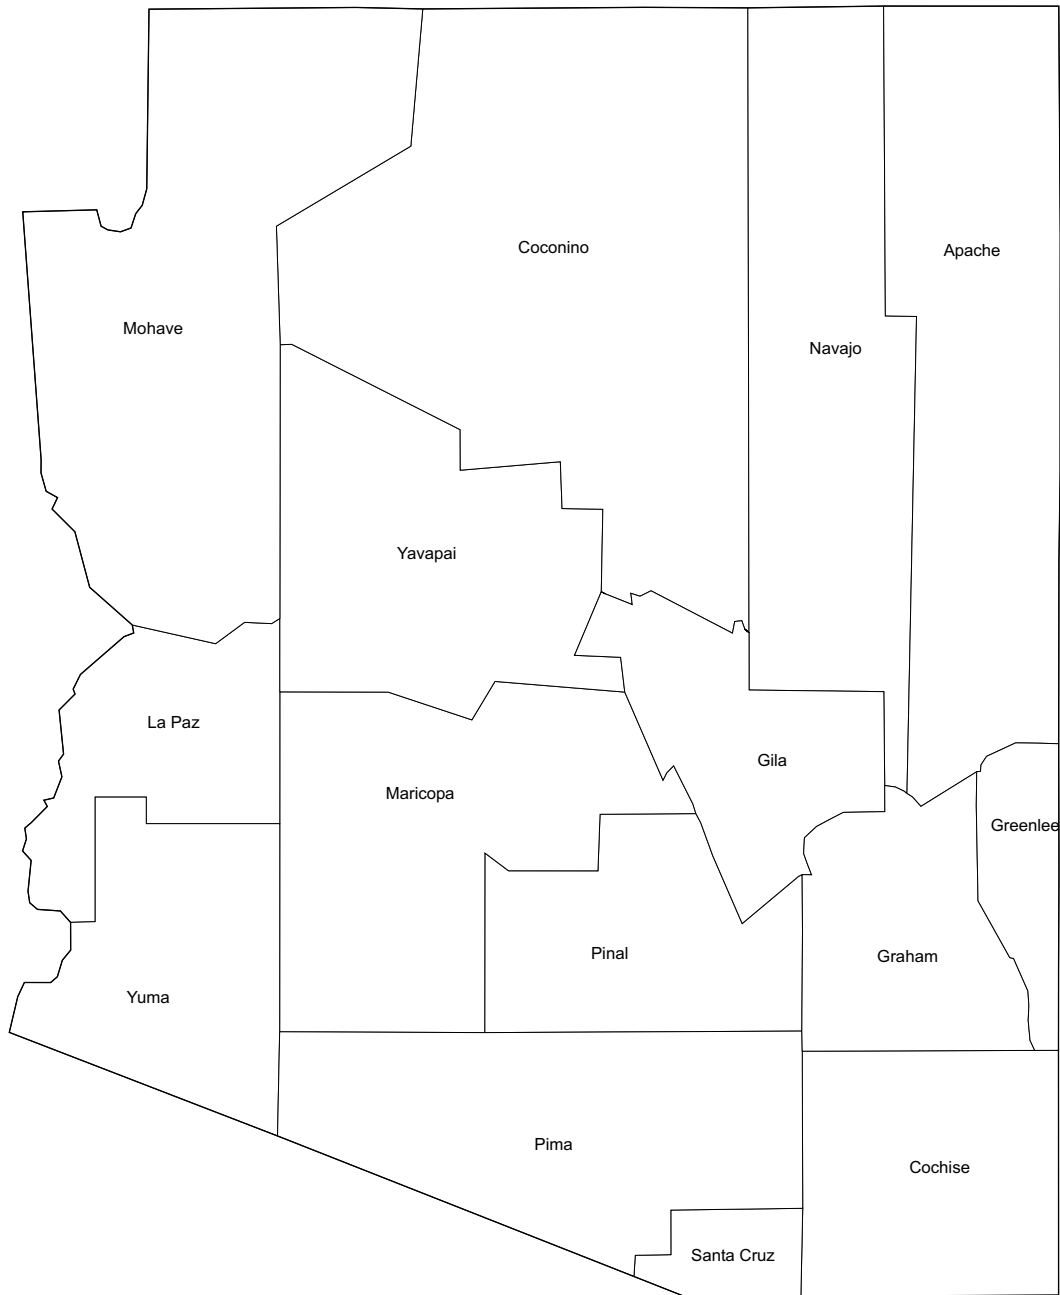 Coconino
Apache
Mohave
Navajo
Yavapai
La Paz
Gila
Maricopa
Greenlee
Pinal
Graham
Yuma
Pima
Cochise
Santa Cruz